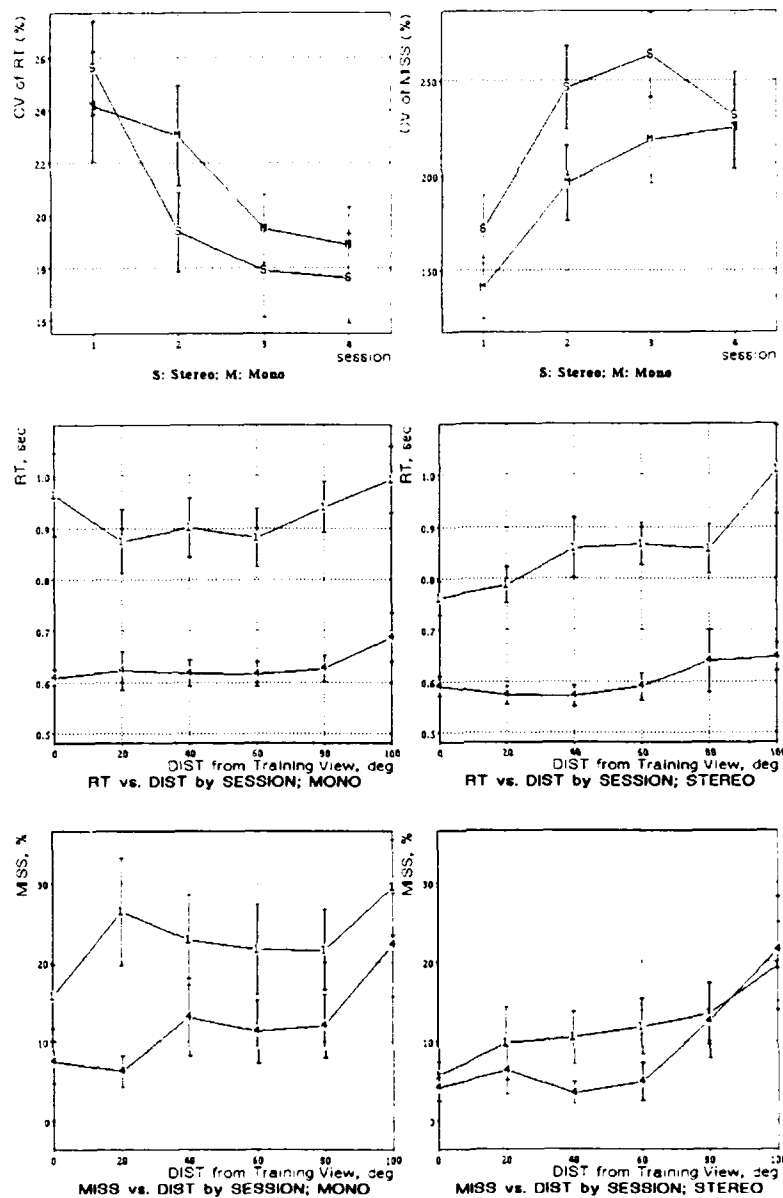 CV of RT (%)
26
24
22
20
18
16
S
M
M
S
M
S
M
S
1
2
3
4
session
S: Stereo; M: Mono
CV of MISS (%)
250
200
150
S
S
S
S
M
M
M
1
2
3
4
session
S: Stereo; M: Mono
RT, sec
1.0
0.9
0.8
0.7
0.6
0.5
0
20
40
60
80
100
DIST from Training View, deg
RT vs. DIST by SESSION; MONO
RT, sec
1.0
0.9
0.8
0.7
0.6
0.5
0
20
40
60
80
100
DIST from Training View, deg
RT vs. DIST by SESSION; STEREO
MISS, %
30
20
10
0
0
20
40
60
80
100
DIST from Training View, deg
MISS vs. DIST by SESSION; MONO
MISS, %
30
20
10
0
0
20
40
60
80
100
DIST from Training View, deg
MISS vs. DIST by SESSION; STEREO